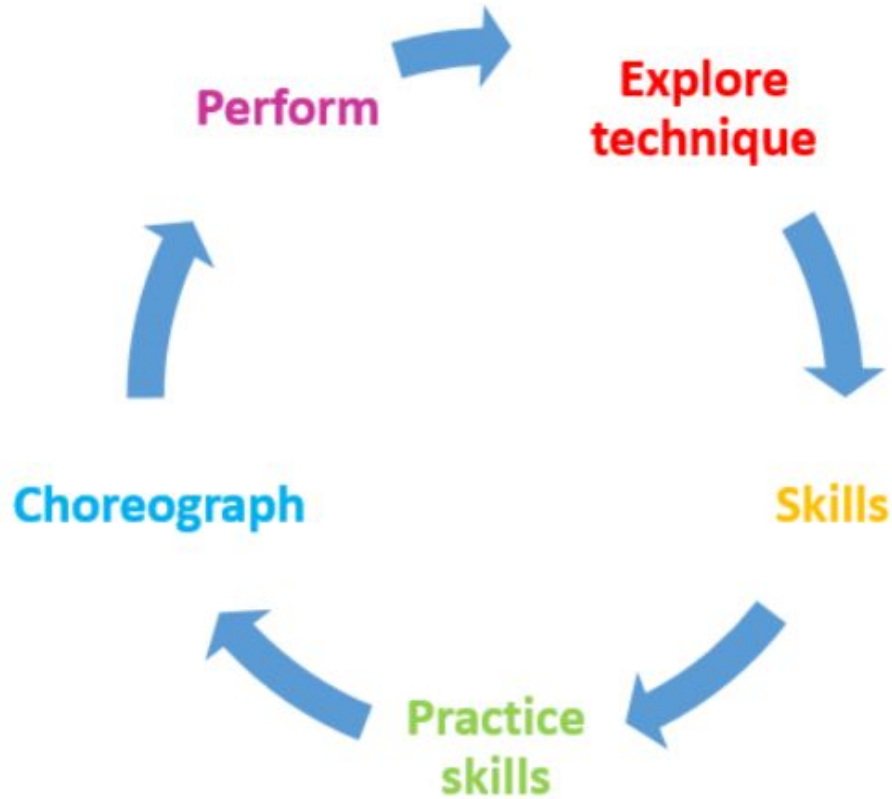 Perform
Explore
technique
Choreograph
Skills
Practice
skills